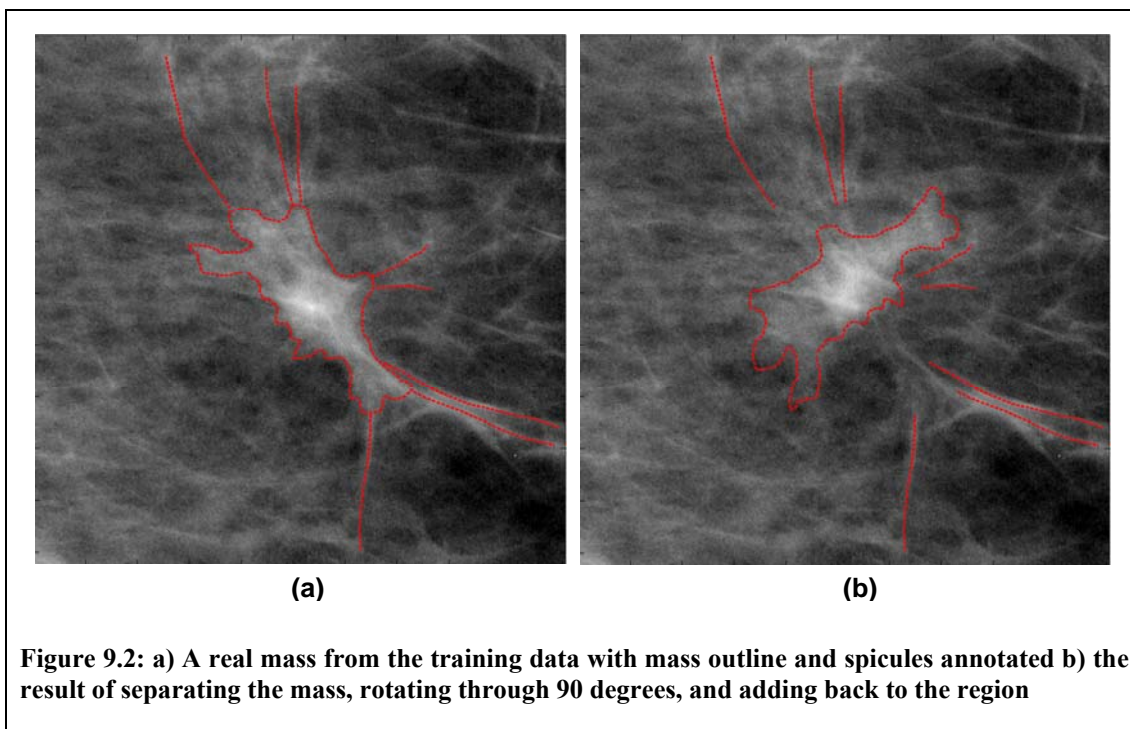 (a)
(b)
Figure 9.2: a) A real mass from the training data with mass outline and spicules annotated b) the
result of separating the mass, rotating through 90 degrees, and adding back to the region